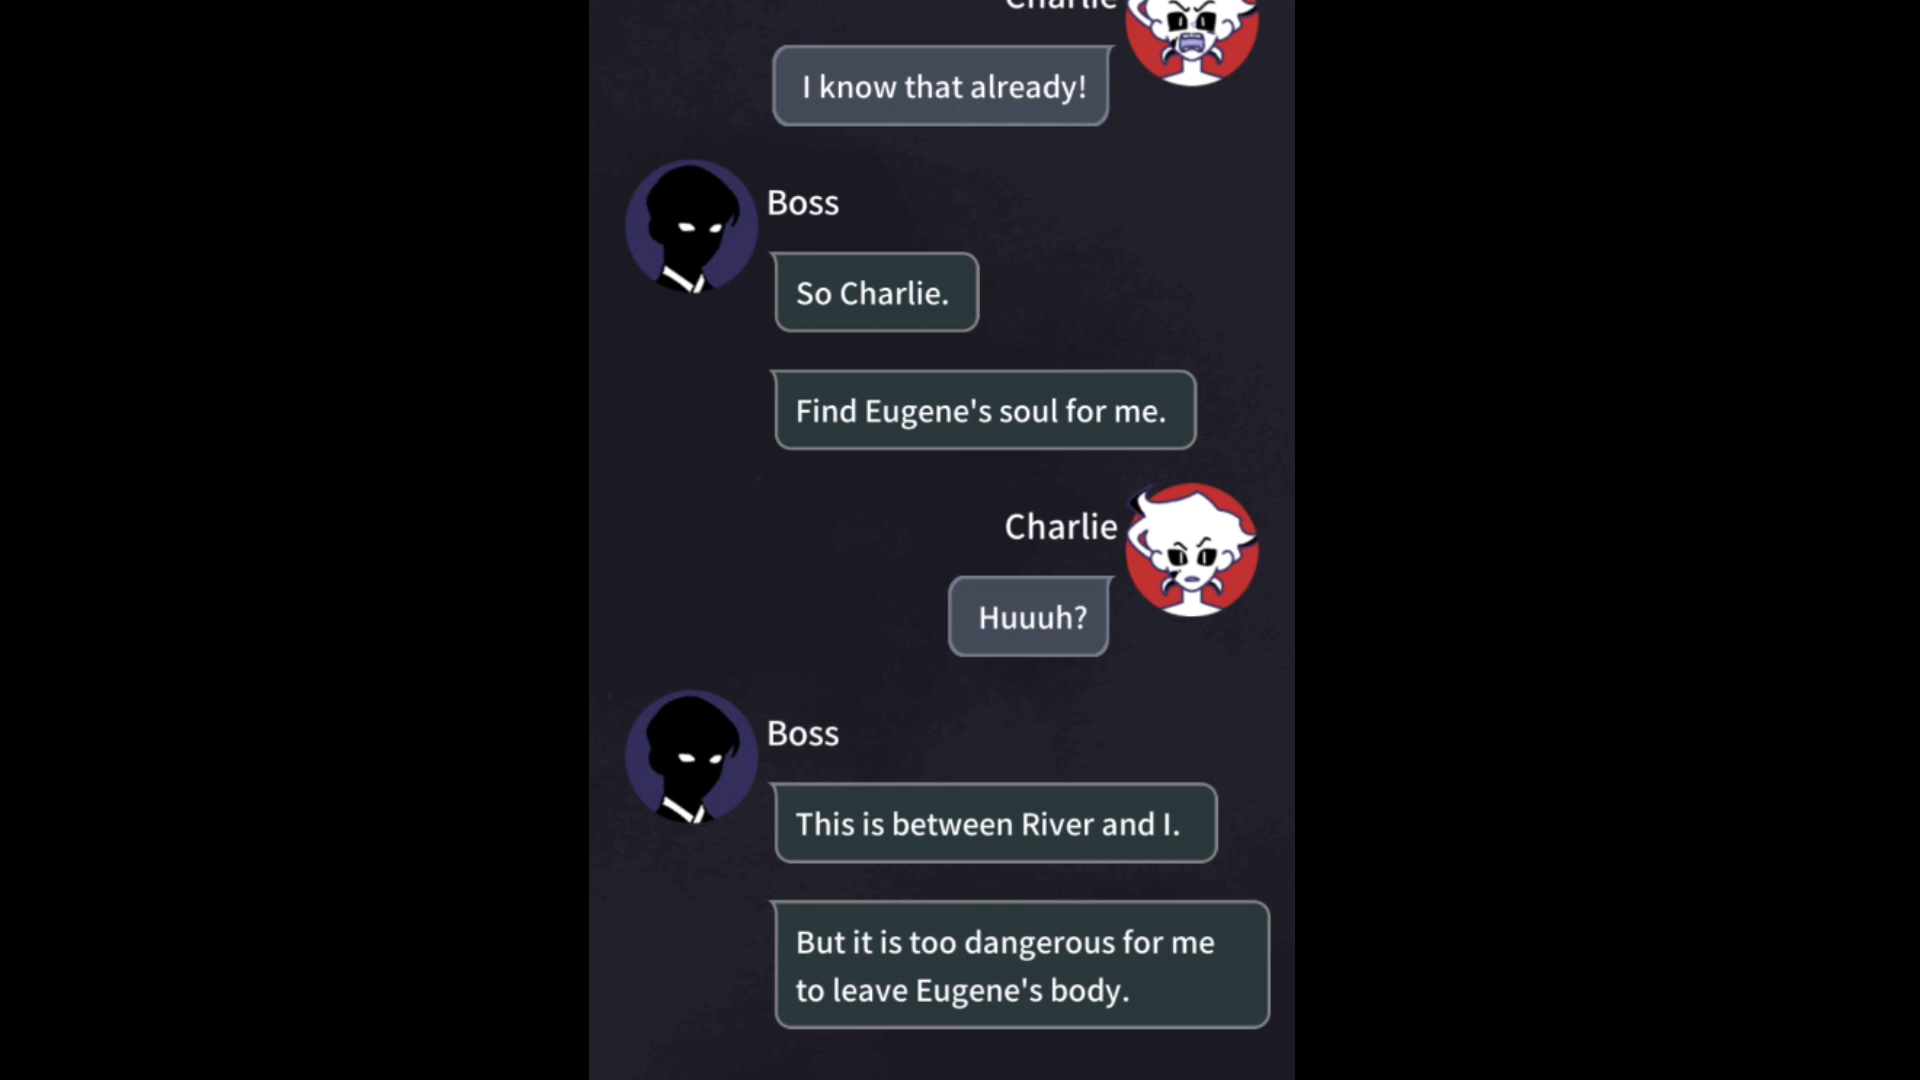 Charlie
I know that already!
Boss
So Charlie.
Find Eugene's soul for me.
Charlie
Huuuh?
Boss
This is between River and I.
But it is too dangerous for me
to leave Eugene's body.